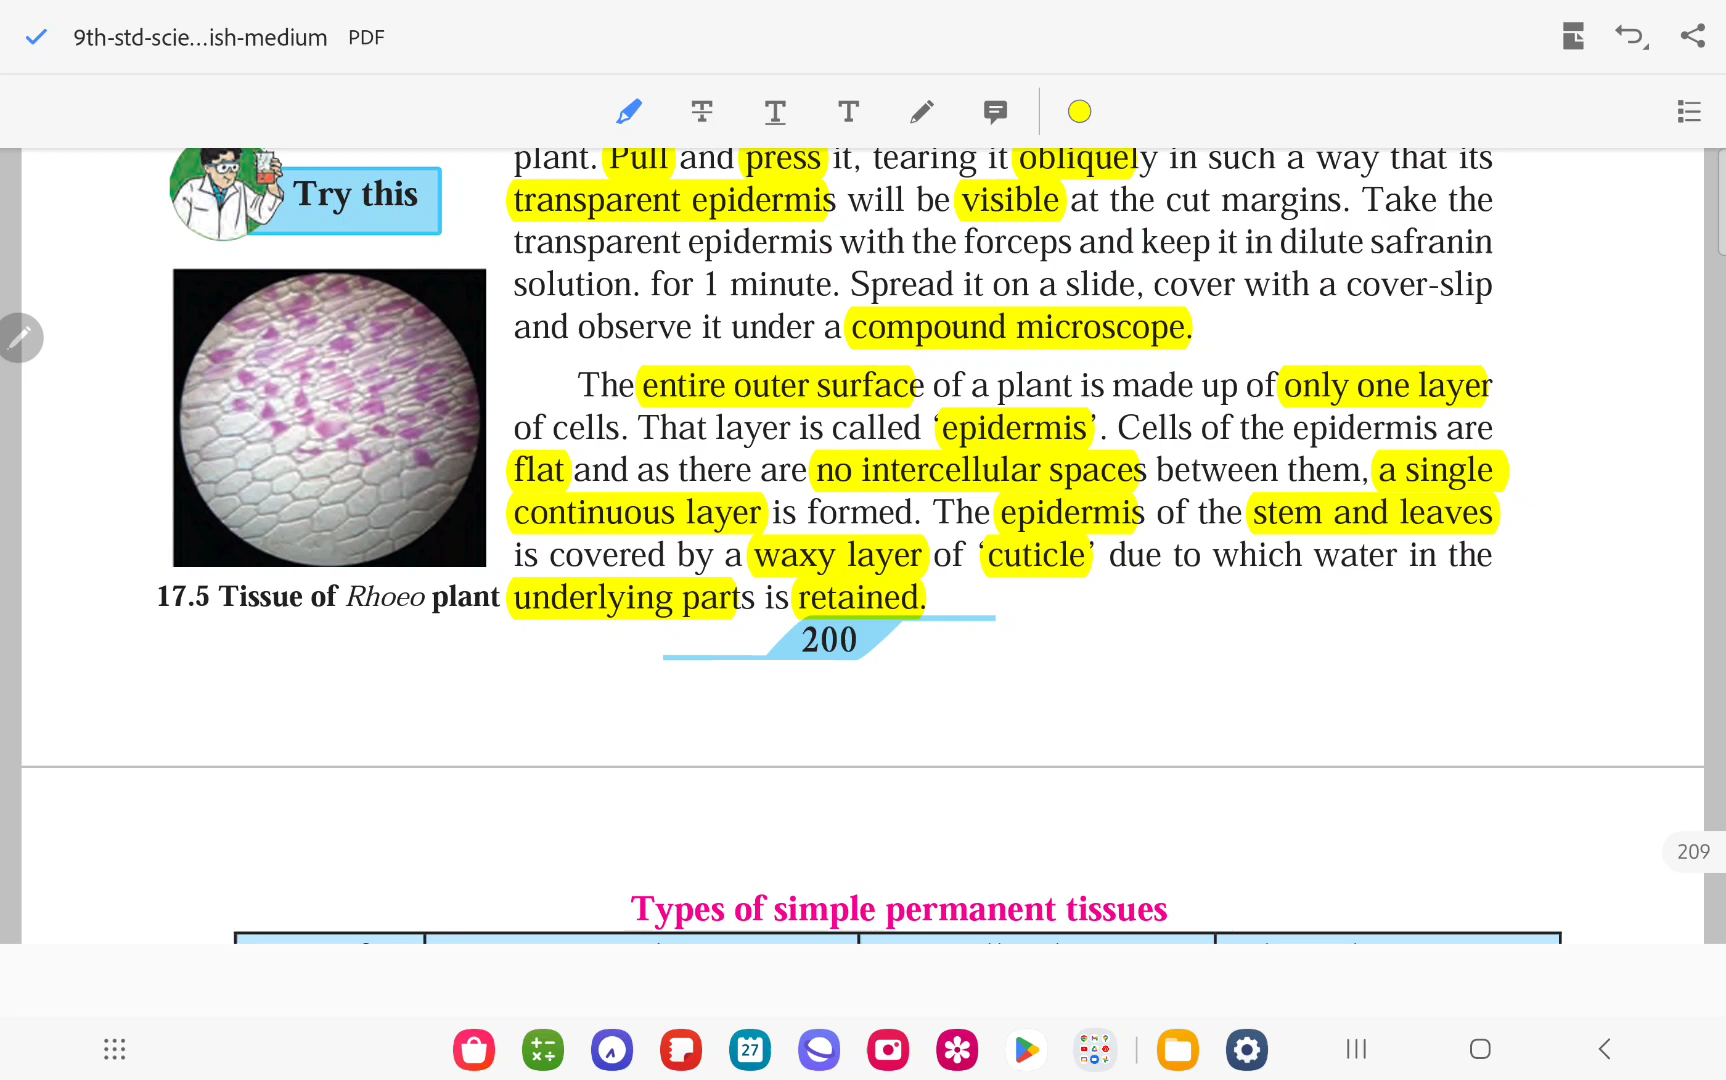 9th-std-scie...ish-medium PDF
plant. Pull and press it, tearing it obliquely in such a way that its
Try this
transparent epidermis will be visible at the cut margins. Take the
transparent epidermis with the forceps and keep it in dilute safranin
solution. for 1 minute. Spread it on a slide, cover with a cover-slip
and observe it under a compound microscope.
The entire outer surface of a plant is made up of only one layer
of cells. That layer is called ‘epidermis’. Cells of the epidermis are
flat and as there are no intercellular spaces between them, a single
continuous layer is formed. The epidermis of the stem and leaves
is covered by a waxy layer of ‘cuticle’ due to which water in the
17.5 Tissue of Rhoeo plant
underlying parts is retained.
200
209
Types of simple permanent tissues
27